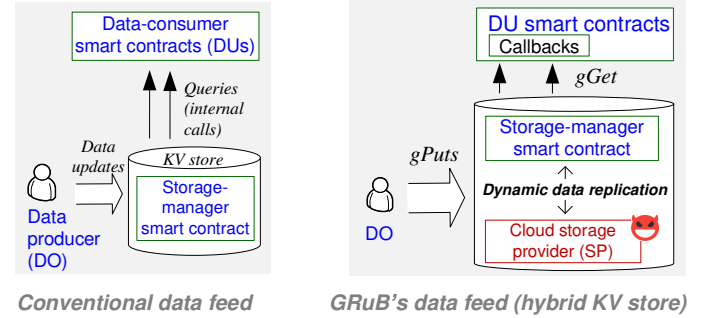 Data-consumer
smart contracts (DUs)
Queries
(internal
calls)
Data
updates
KV store
Storage-
manager
smart contract
Data
producer
(DO)
Conventional data feed
DU smart contracts
Callbacks
gGet
gPuts
Storage-manager
smart contract
Dynamic data replication
DO
Cloud storage
provider (SP)
GRuB's data feed (hybrid KV store)